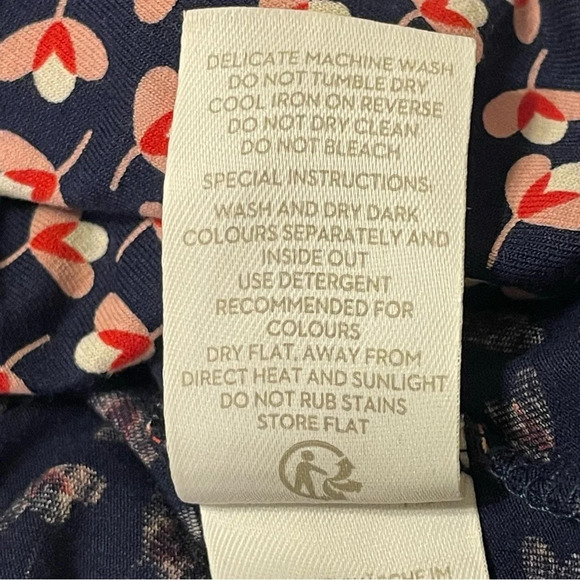 DELICATE MACHINE WASH
DO NOT TUMBLE DRY
COOL IRON ON REVERSE
DO NOT DRY CLEAN
DO NOT BLEACH
SPECIAL INSTRUCTIONS:
WASH AND DRY DARK
COLOURS SEPARATELY AND
INSIDE OUT
USE DETERGENT
RECOMMENDED FOR
COLOURS
DRY FLAT, AWAY FROM
DIRECT HEAT AND SUNLIGHT
DO NOT RUB STAINS
STORE FLAT